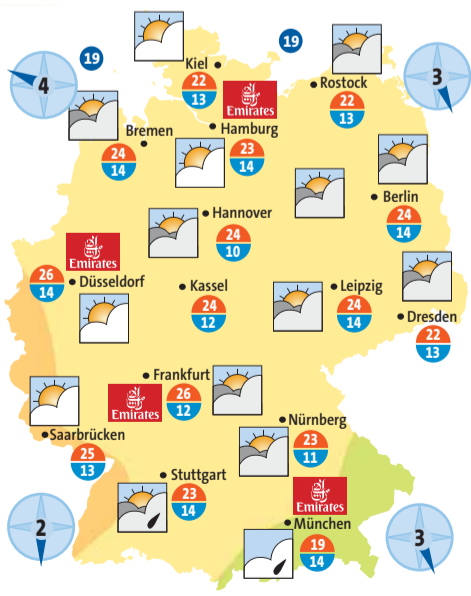 19
19
4
3
Kiel
22
13
Rostock
22
13
Emirates
Bremen
24
14
Hamburg
23
14
Berlin
24
14
Hannover
24
10
Emirates
26
14
Düsseldorf
Kassel
24
12
Leipzig
24
14
Dresden
22
13
Frankfurt
26
12
Emirates
Saarbrücken
25
13
Nürnberg
23
11
Stuttgart
23
14
Emirates
München
19
14
2
3